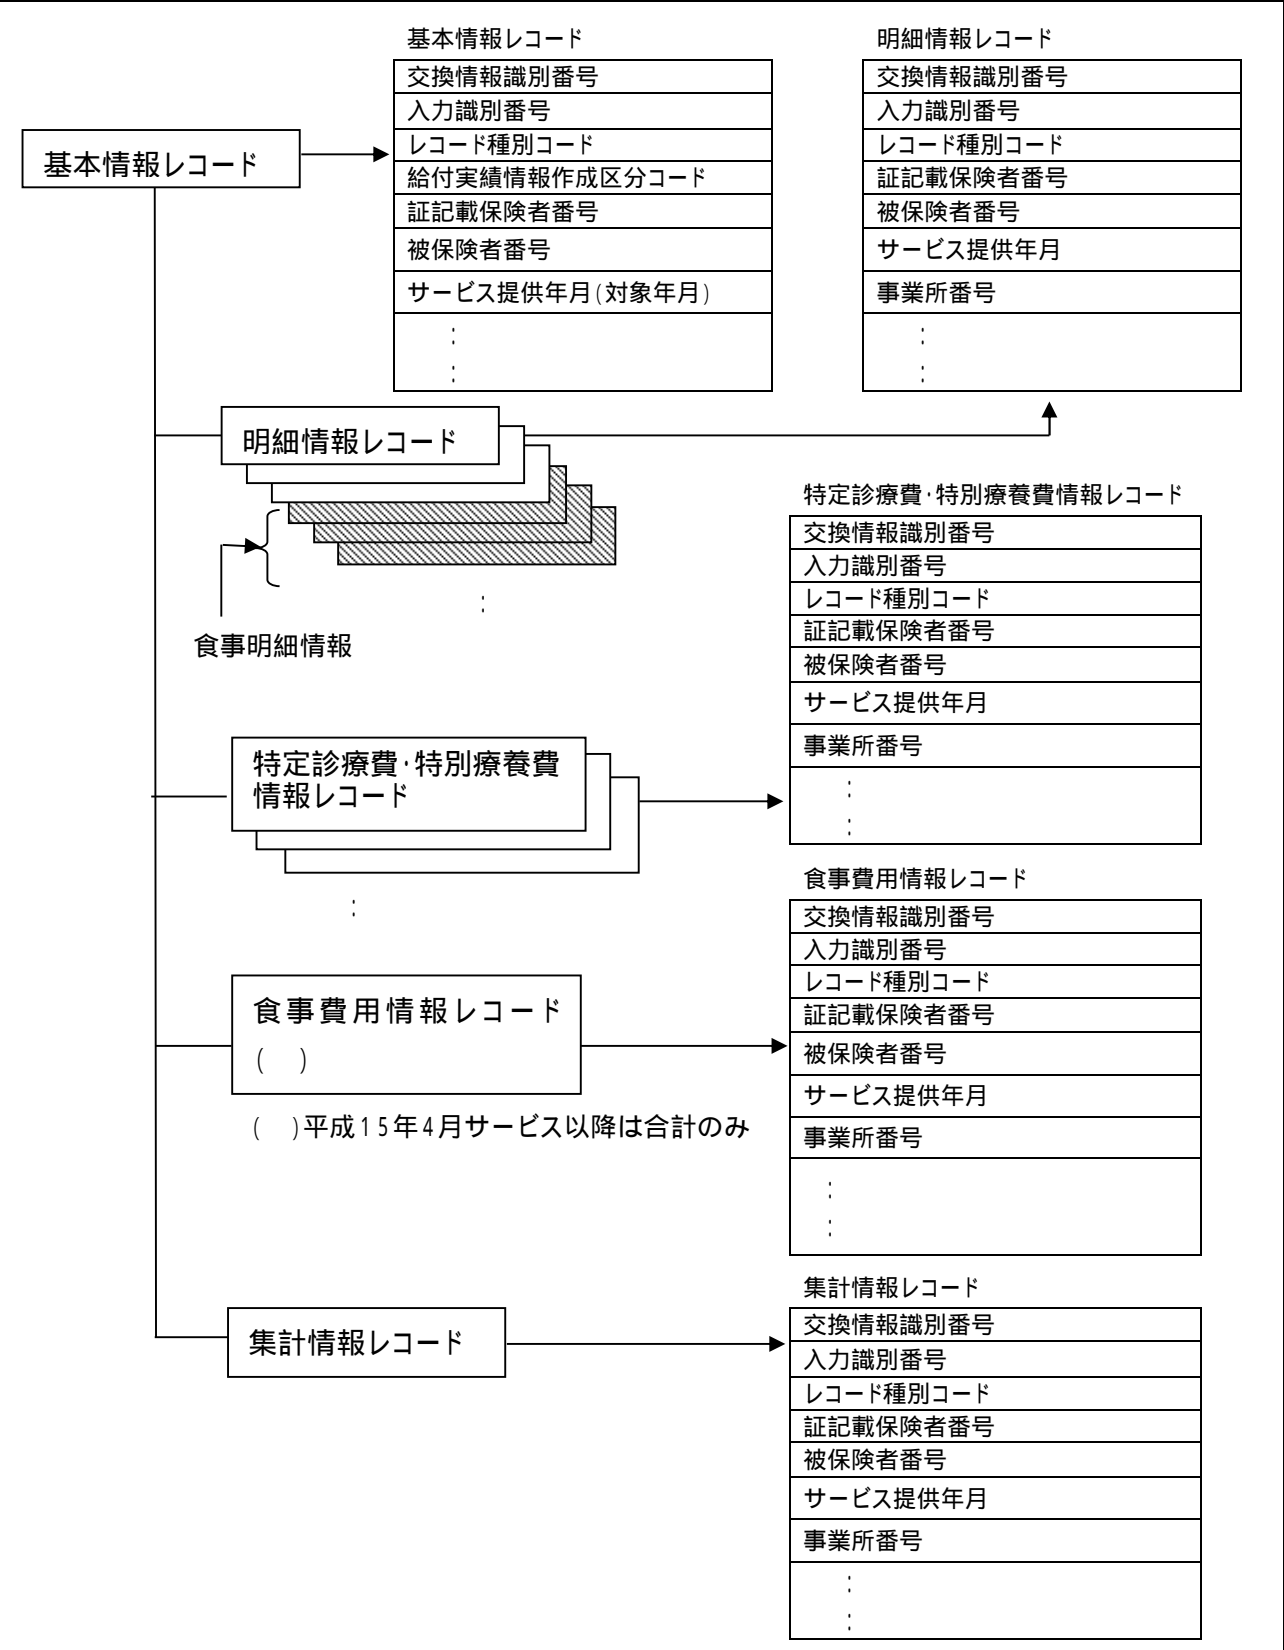 基本情報レコード
交換情報識別番号
入力識別番号
レコード種別コード
給付実績情報作成区分コード
証記載保険者番号
被保険者番号
サービス提供年月(対象年月)
:
:
明細情報レコード
交換情報識別番号
入力識別番号
レコード種別コード
証記載保険者番号
被保険者番号
サービス提供年月
事業所番号
:
:
基本情報レコード
明細情報レコード
:
食事明細情報
特定診療費・特別療養費情報レコード
交換情報識別番号
入力識別番号
レコード種別コード
証記載保険者番号
被保険者番号
サービス提供年月
事業所番号
:
:
特定診療費・特別療養費
情報レコード
:
食事費用情報レコード
交換情報識別番号
入力識別番号
レコード種別コード
証記載保険者番号
被保険者番号
サービス提供年月
事業所番号
:
:
食事費用情報レコード
(　)
(　)平成15年4月サービス以降は合計のみ
集計情報レコード
交換情報識別番号
入力識別番号
レコード種別コード
証記載保険者番号
被保険者番号
サービス提供年月
事業所番号
:
:
集計情報レコード